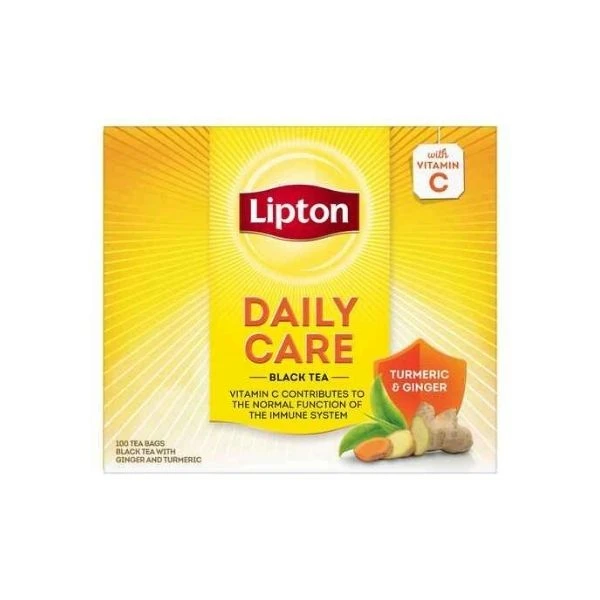 with
VITAMIN
C
Lipton
DAILY
CARE
BLACK TEA
VITAMIN C CONTRIBUTES TO
THE NORMAL FUNCTION OF
THE IMMUNE SYSTEM
TURMERIC
& GINGER
100 TEA BAGS
BLACK TEA WITH
GINGER AND TURMERIC